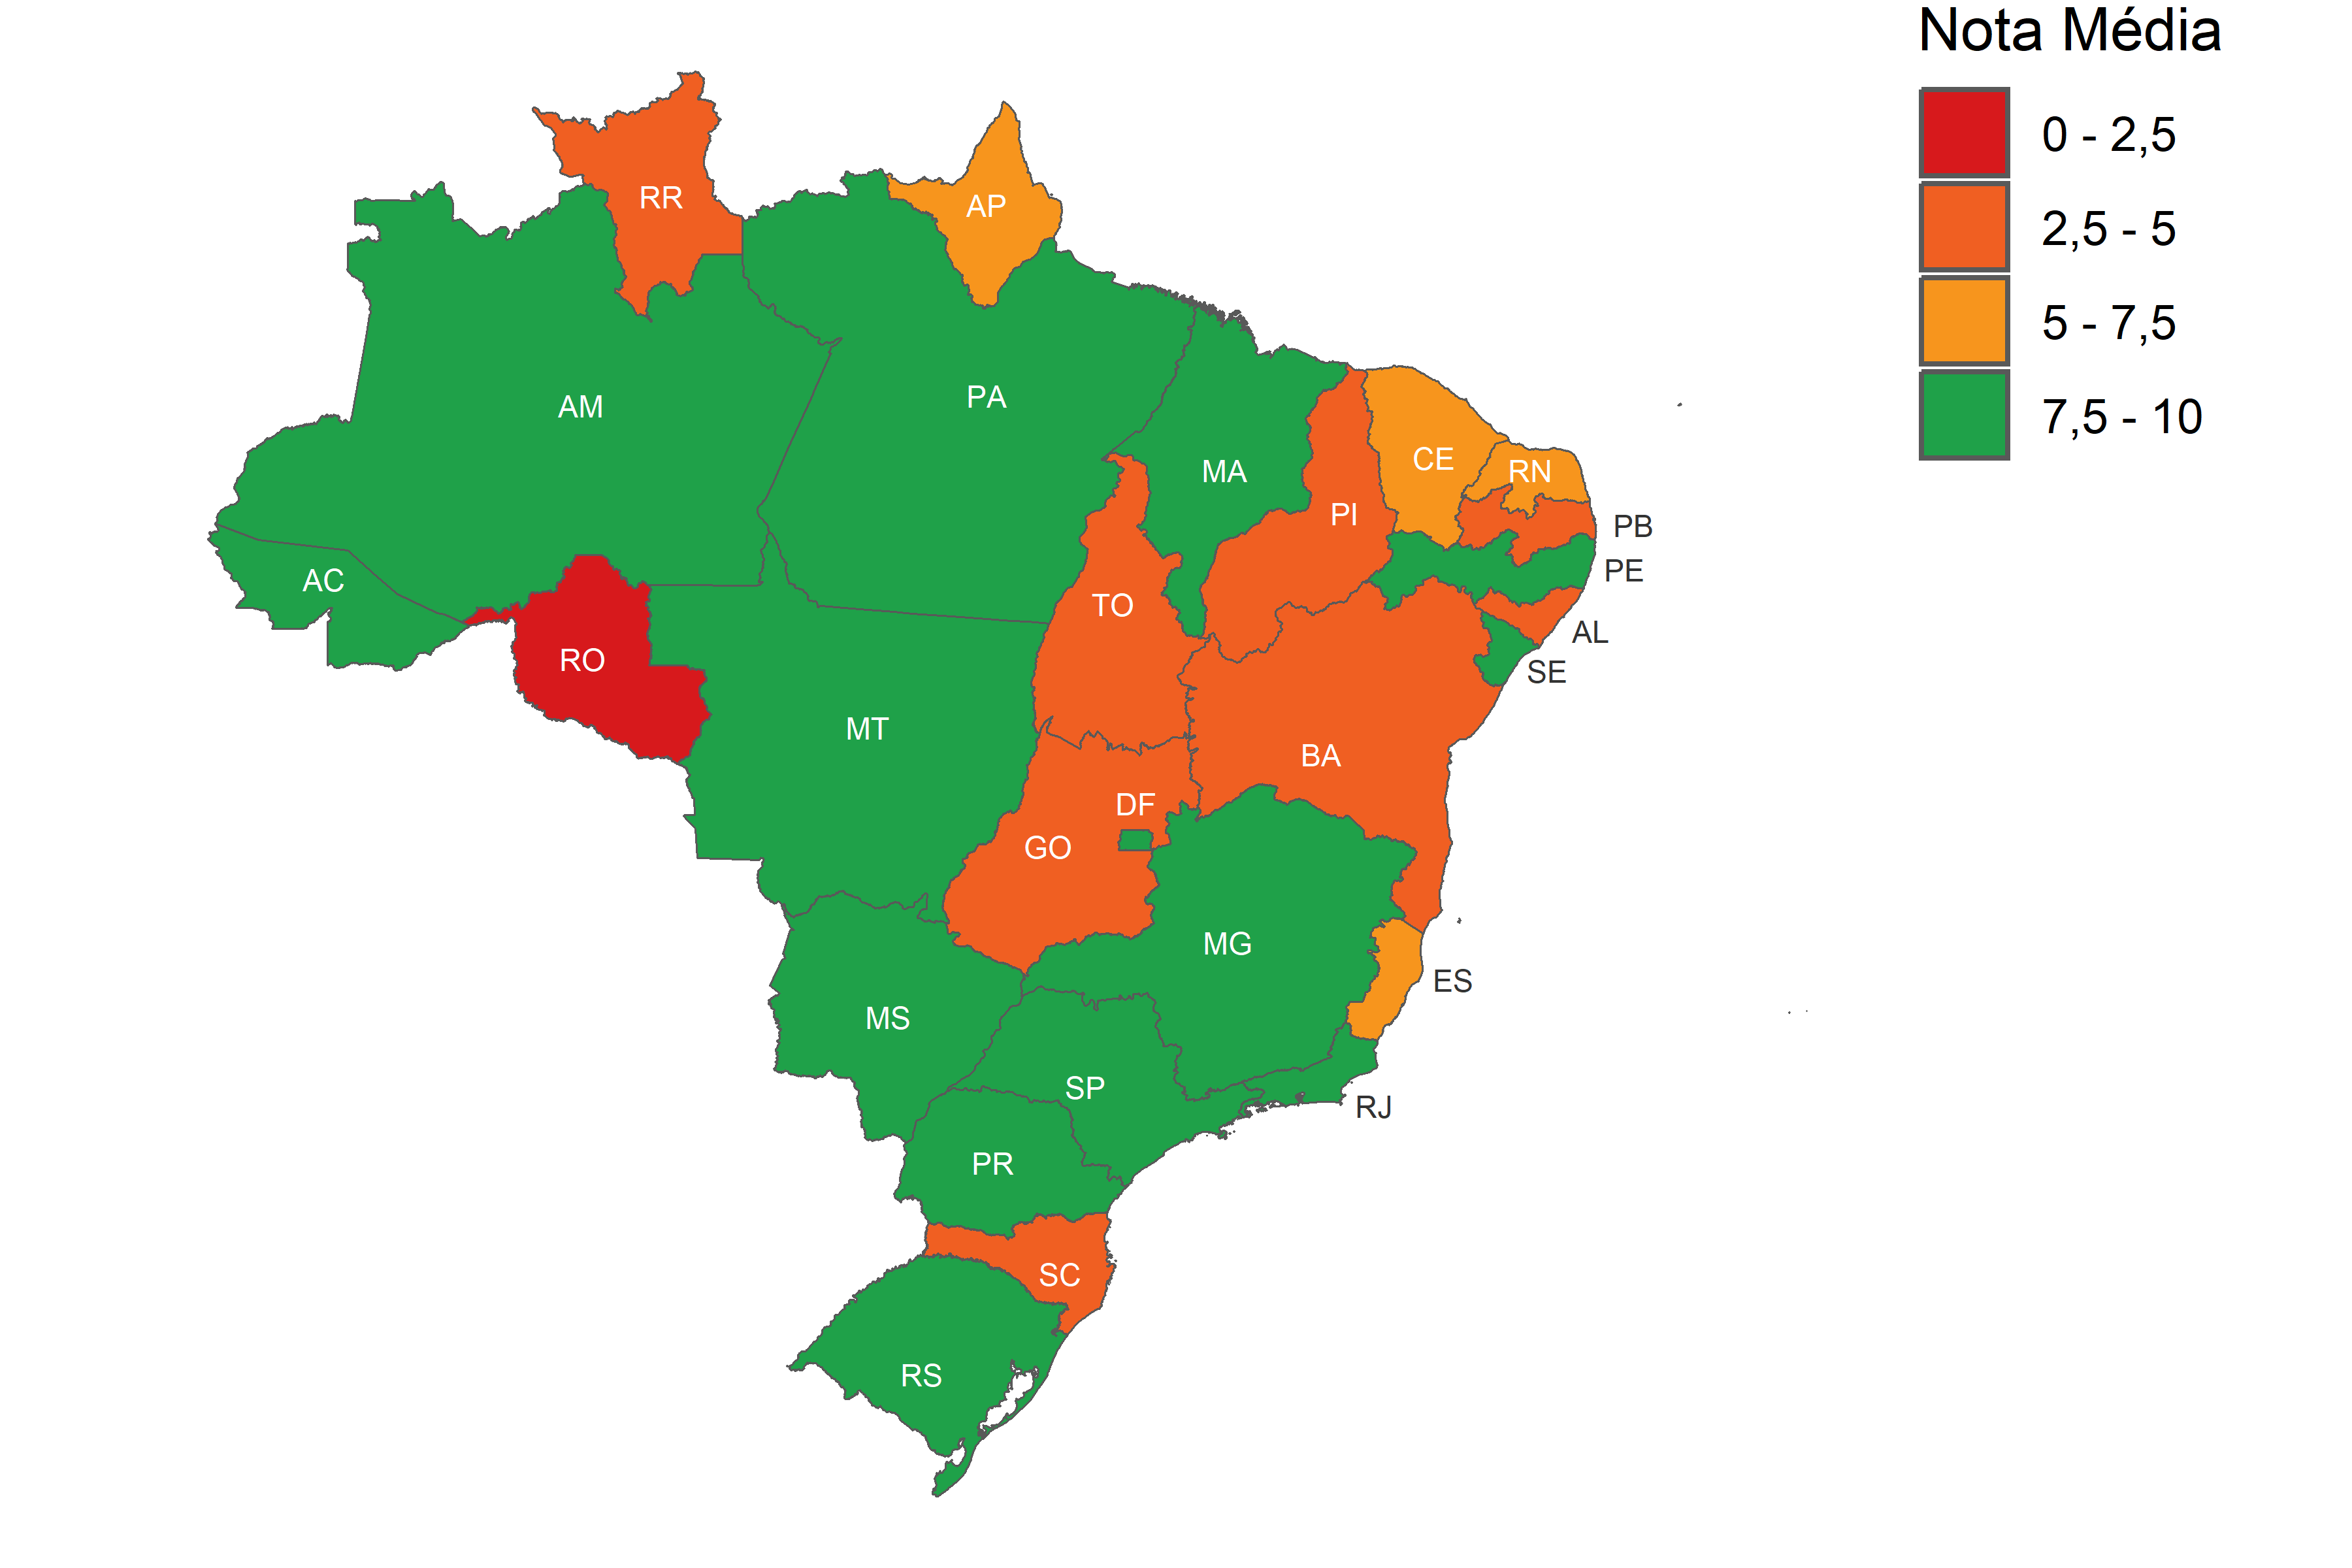 Nota Média
0 - 2,5
2,5 - 5
5 - 7,5
7,5 - 10
RR
AP
AM
PA
MA
CE
RN
PI
PB
PE
AC
TO
AL
RO
SE
MT
BA
DF
GO
MG
ES
MS
SP
RJ
PR
SC
RS